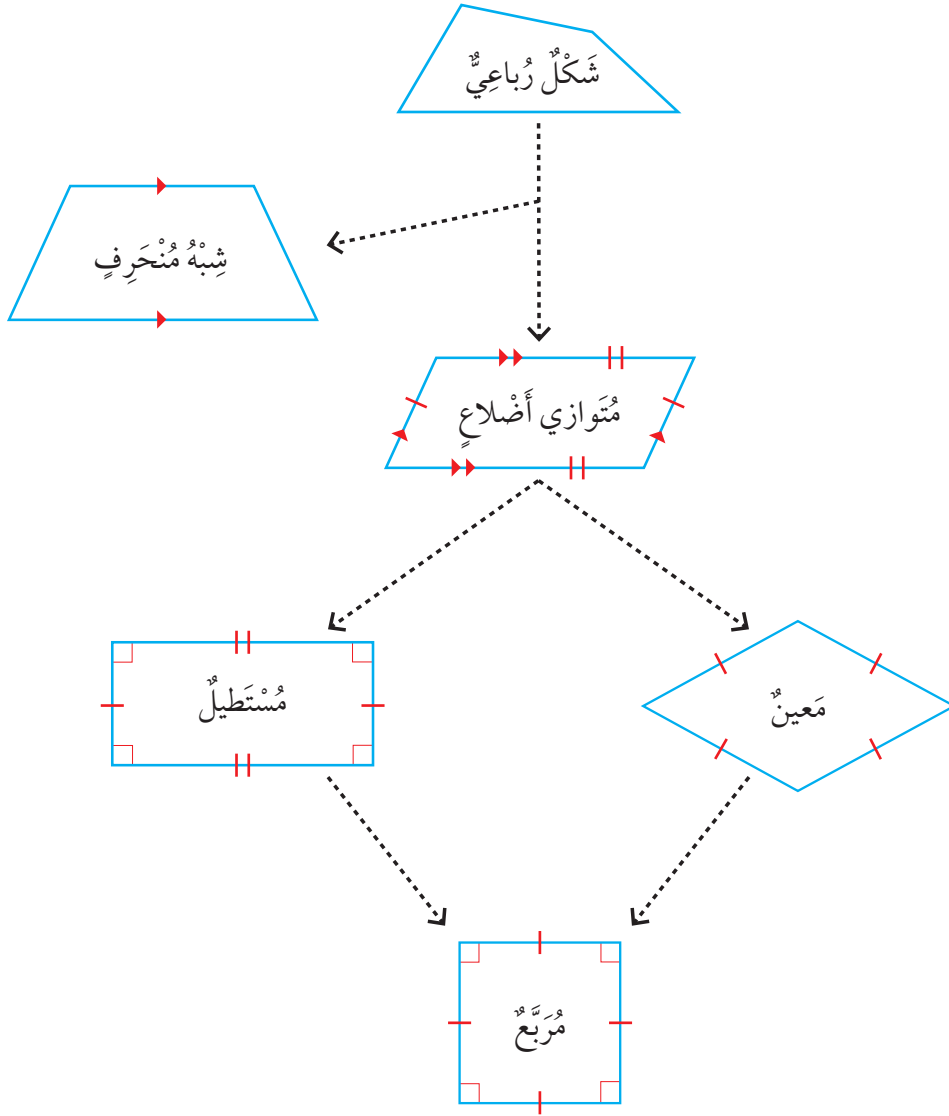 شَكْلٌ رُباعِيٌّ
شِبْهُ مُنْحَرِفٍ
مُتَوازي أَضْلاعٍ
مُسْتَطيلٌ
مَعينٌ
مُرَبَّعٌ